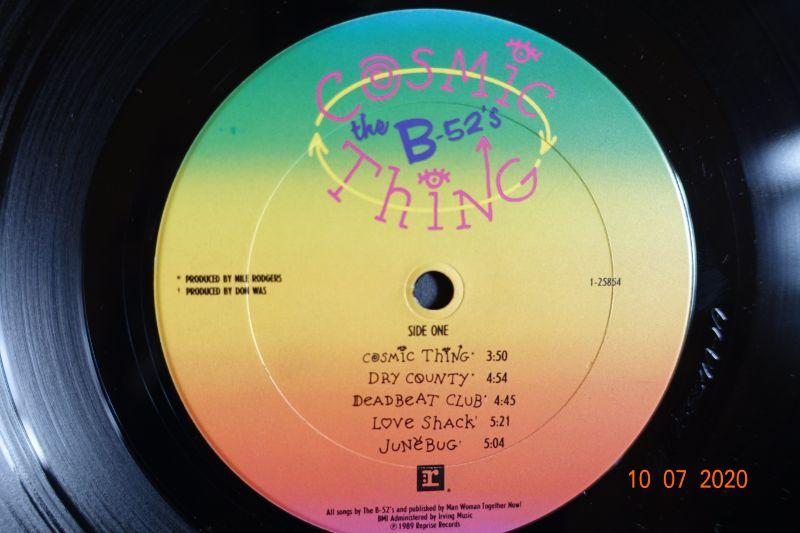 COSMIC
the B-52's
THING
* PRODUCED BY NILE RODGERS
† PRODUCED BY DON WAS
1-25854
SIDE ONE
COSMIC THING* 3:50
DRY COUNTY* 4:54
DEADBEAT CLUB† 4:45
LOVE SHACK† 5:21
JUNEBUG* 5:04
r®
All songs by The B-52's and published by Man Woman Together Now!
BMI Administered by Irving Music
℗ 1989 Reprise Records
10 07 2020